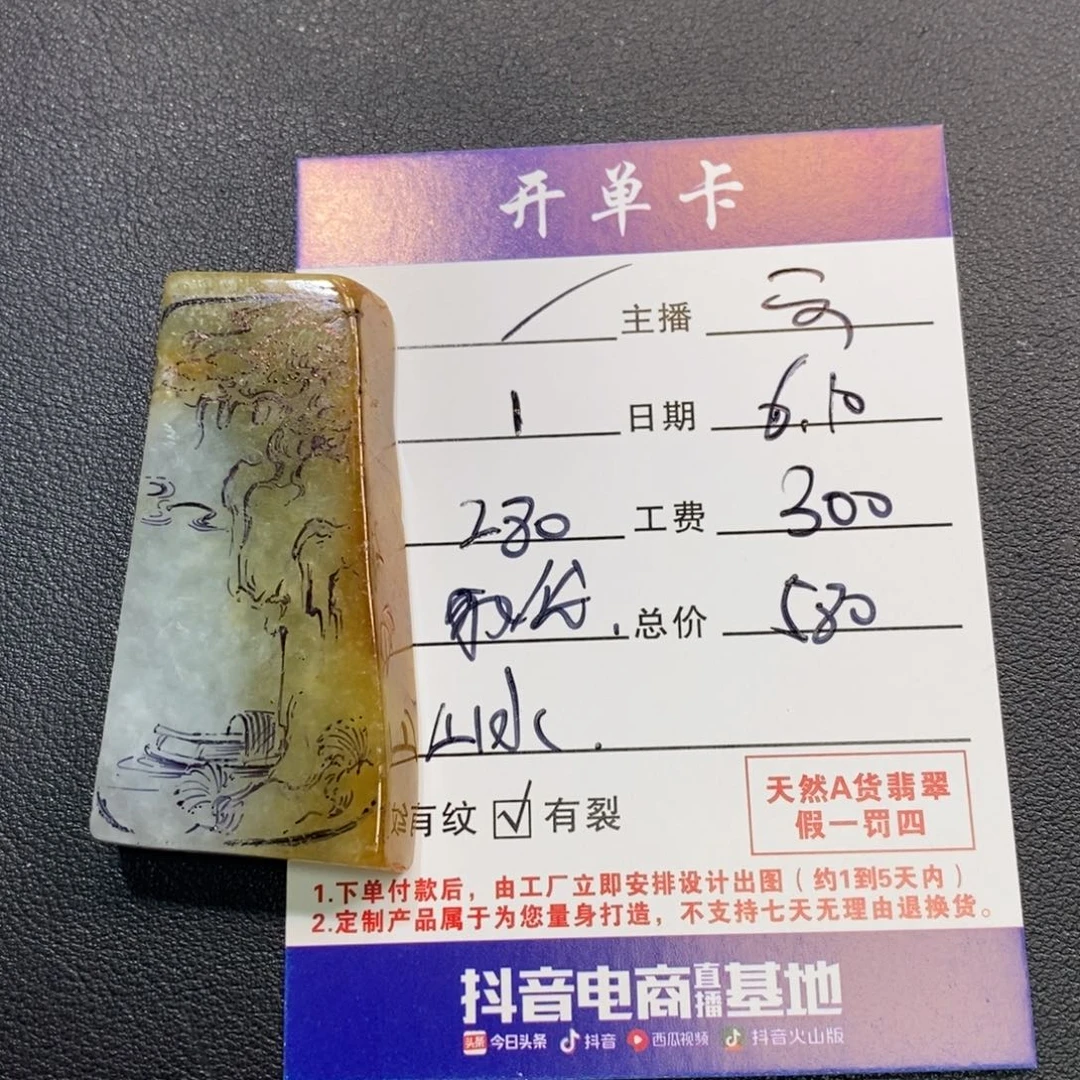 开单卡
主播
1 日期 6.10
280 工费 300
总价 580
山水.
有纹 ☑ 有裂
天然A货翡翠
假一罚四
1.下单付款后，由工厂立即安排设计出图（约1到5天内）
2.定制产品属于为您量身打造，不支持七天无理由退换货。
抖音电商直播基地
头条 今日头条 抖音 西瓜视频 抖音火山版